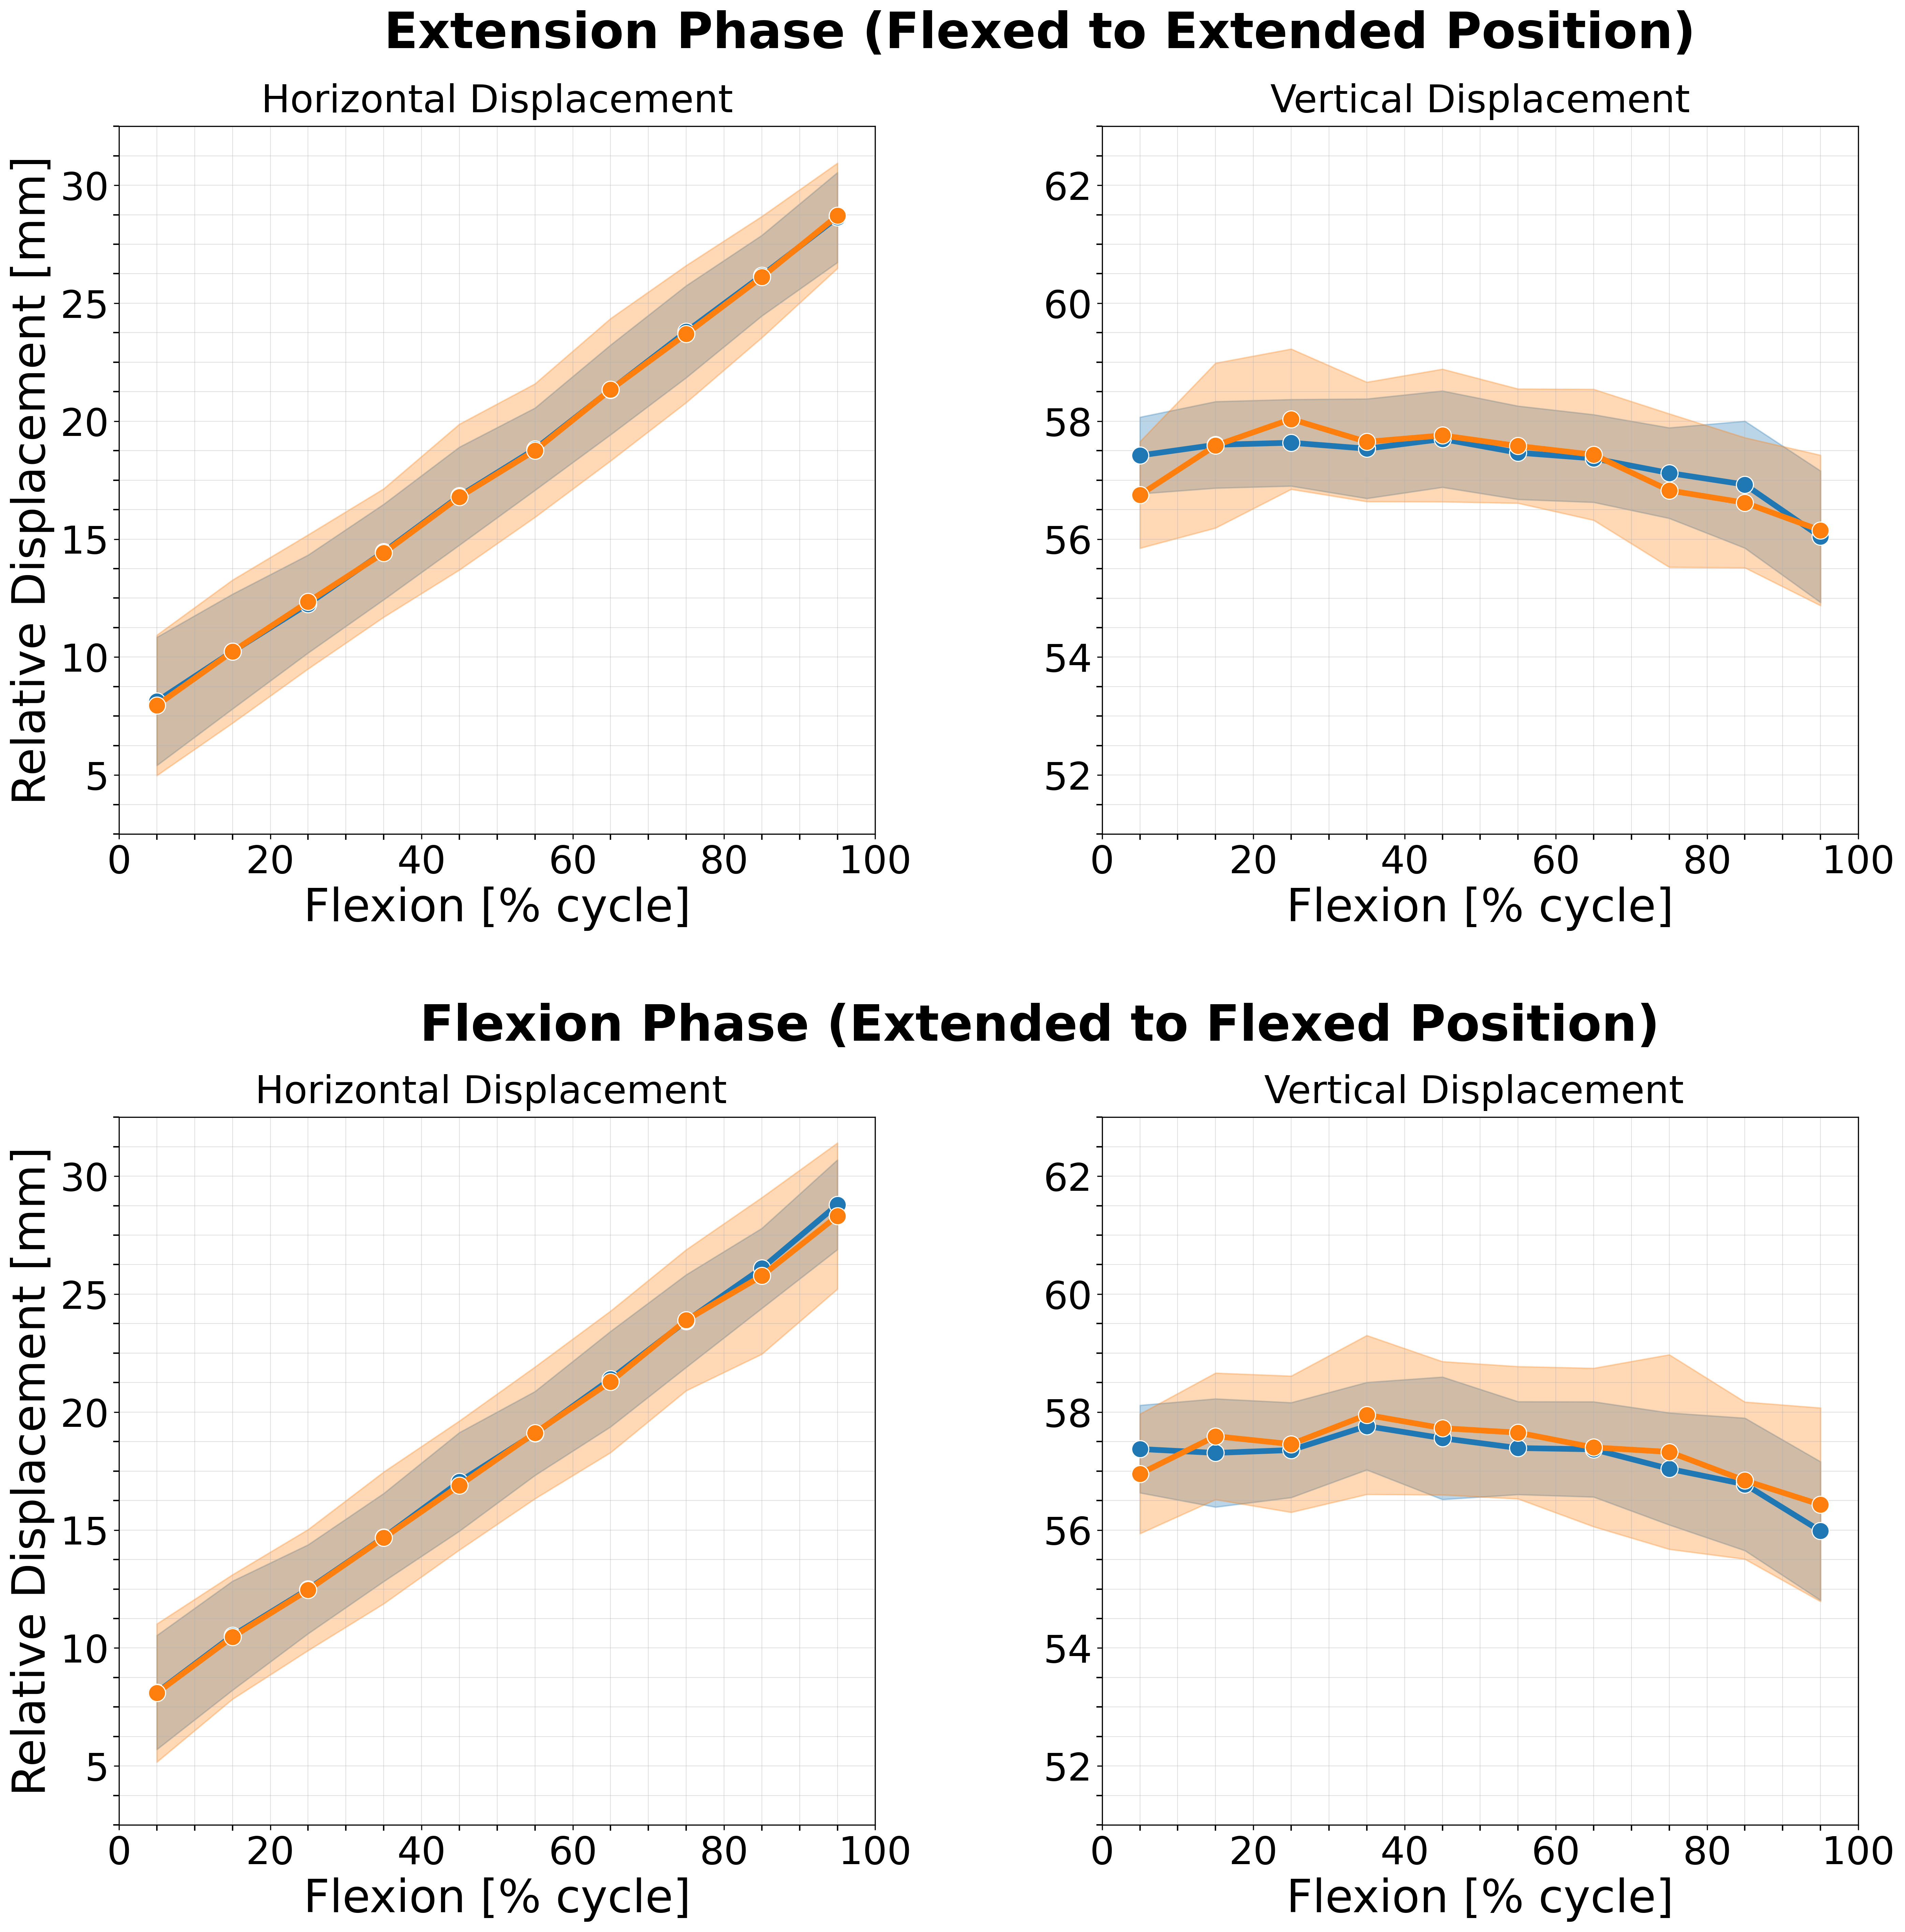 Extension Phase (Flexed to Extended Position)
Horizontal Displacement
Vertical Displacement
Relative Displacement [mm]
30
25
20
15
10
5
0 20 40 60 80 100
Flexion [% cycle]
62
60
58
56
54
52
0 20 40 60 80 100
Flexion [% cycle]
Flexion Phase (Extended to Flexed Position)
Horizontal Displacement
Vertical Displacement
Relative Displacement [mm]
30
25
20
15
10
5
0 20 40 60 80 100
Flexion [% cycle]
62
60
58
56
54
52
0 20 40 60 80 100
Flexion [% cycle]